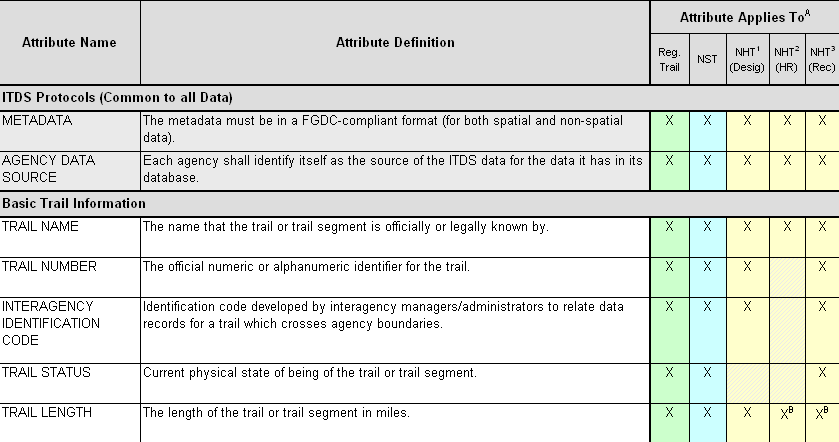 Attribute Name Attribute Definition Attribute Applies Toᴬ
Reg. Trail NST NHT¹ (Desig) NHT² (HR) NHT³ (Rec)
ITDS Protocols (Common to all Data)
METADATA The metadata must be in a FGDC-compliant format (for both spatial and non-spatial X X X X X
data).
AGENCY DATA Each agency shall identify itself as the source of the ITDS data for the data it has in its X X X X X
SOURCE database.
Basic Trail Information
TRAIL NAME The name that the trail or trail segment is officially or legally known by. X X X X X
TRAIL NUMBER The official numeric or alphanumeric identifier for the trail. X X X X
INTERAGENCY Identification code developed by interagency managers/administrators to relate data X X X X
IDENTIFICATION records for a trail which crosses agency boundaries.
CODE
TRAIL STATUS Current physical state of being of the trail or trail segment. X X X
TRAIL LENGTH The length of the trail or trail segment in miles. X X X Xᴮ Xᴮ